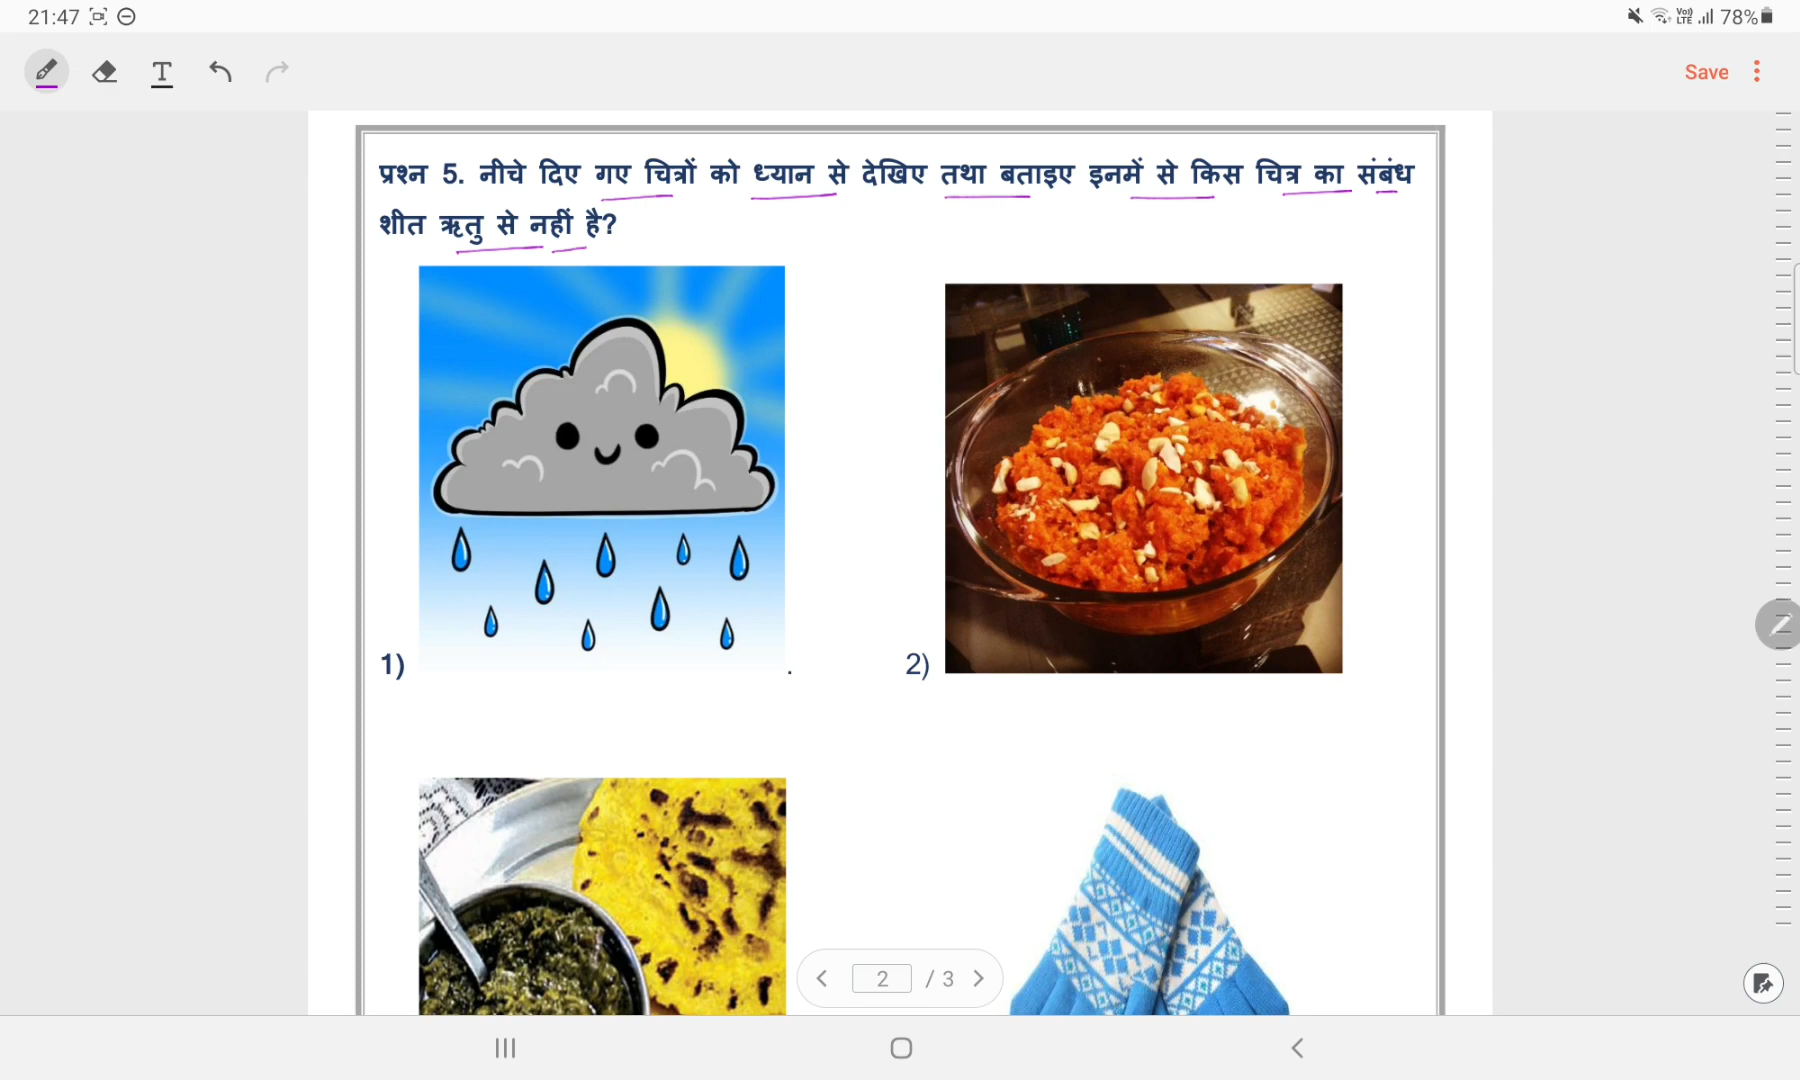 21:47
78%
T
Save
प्रश्न 5. नीचे दिए गए चित्रों को ध्यान से देखिए तथा बताइए इनमें से किस चित्र का संबंध
शीत ऋतु से नहीं है?
1)
.
2)
2 / 3